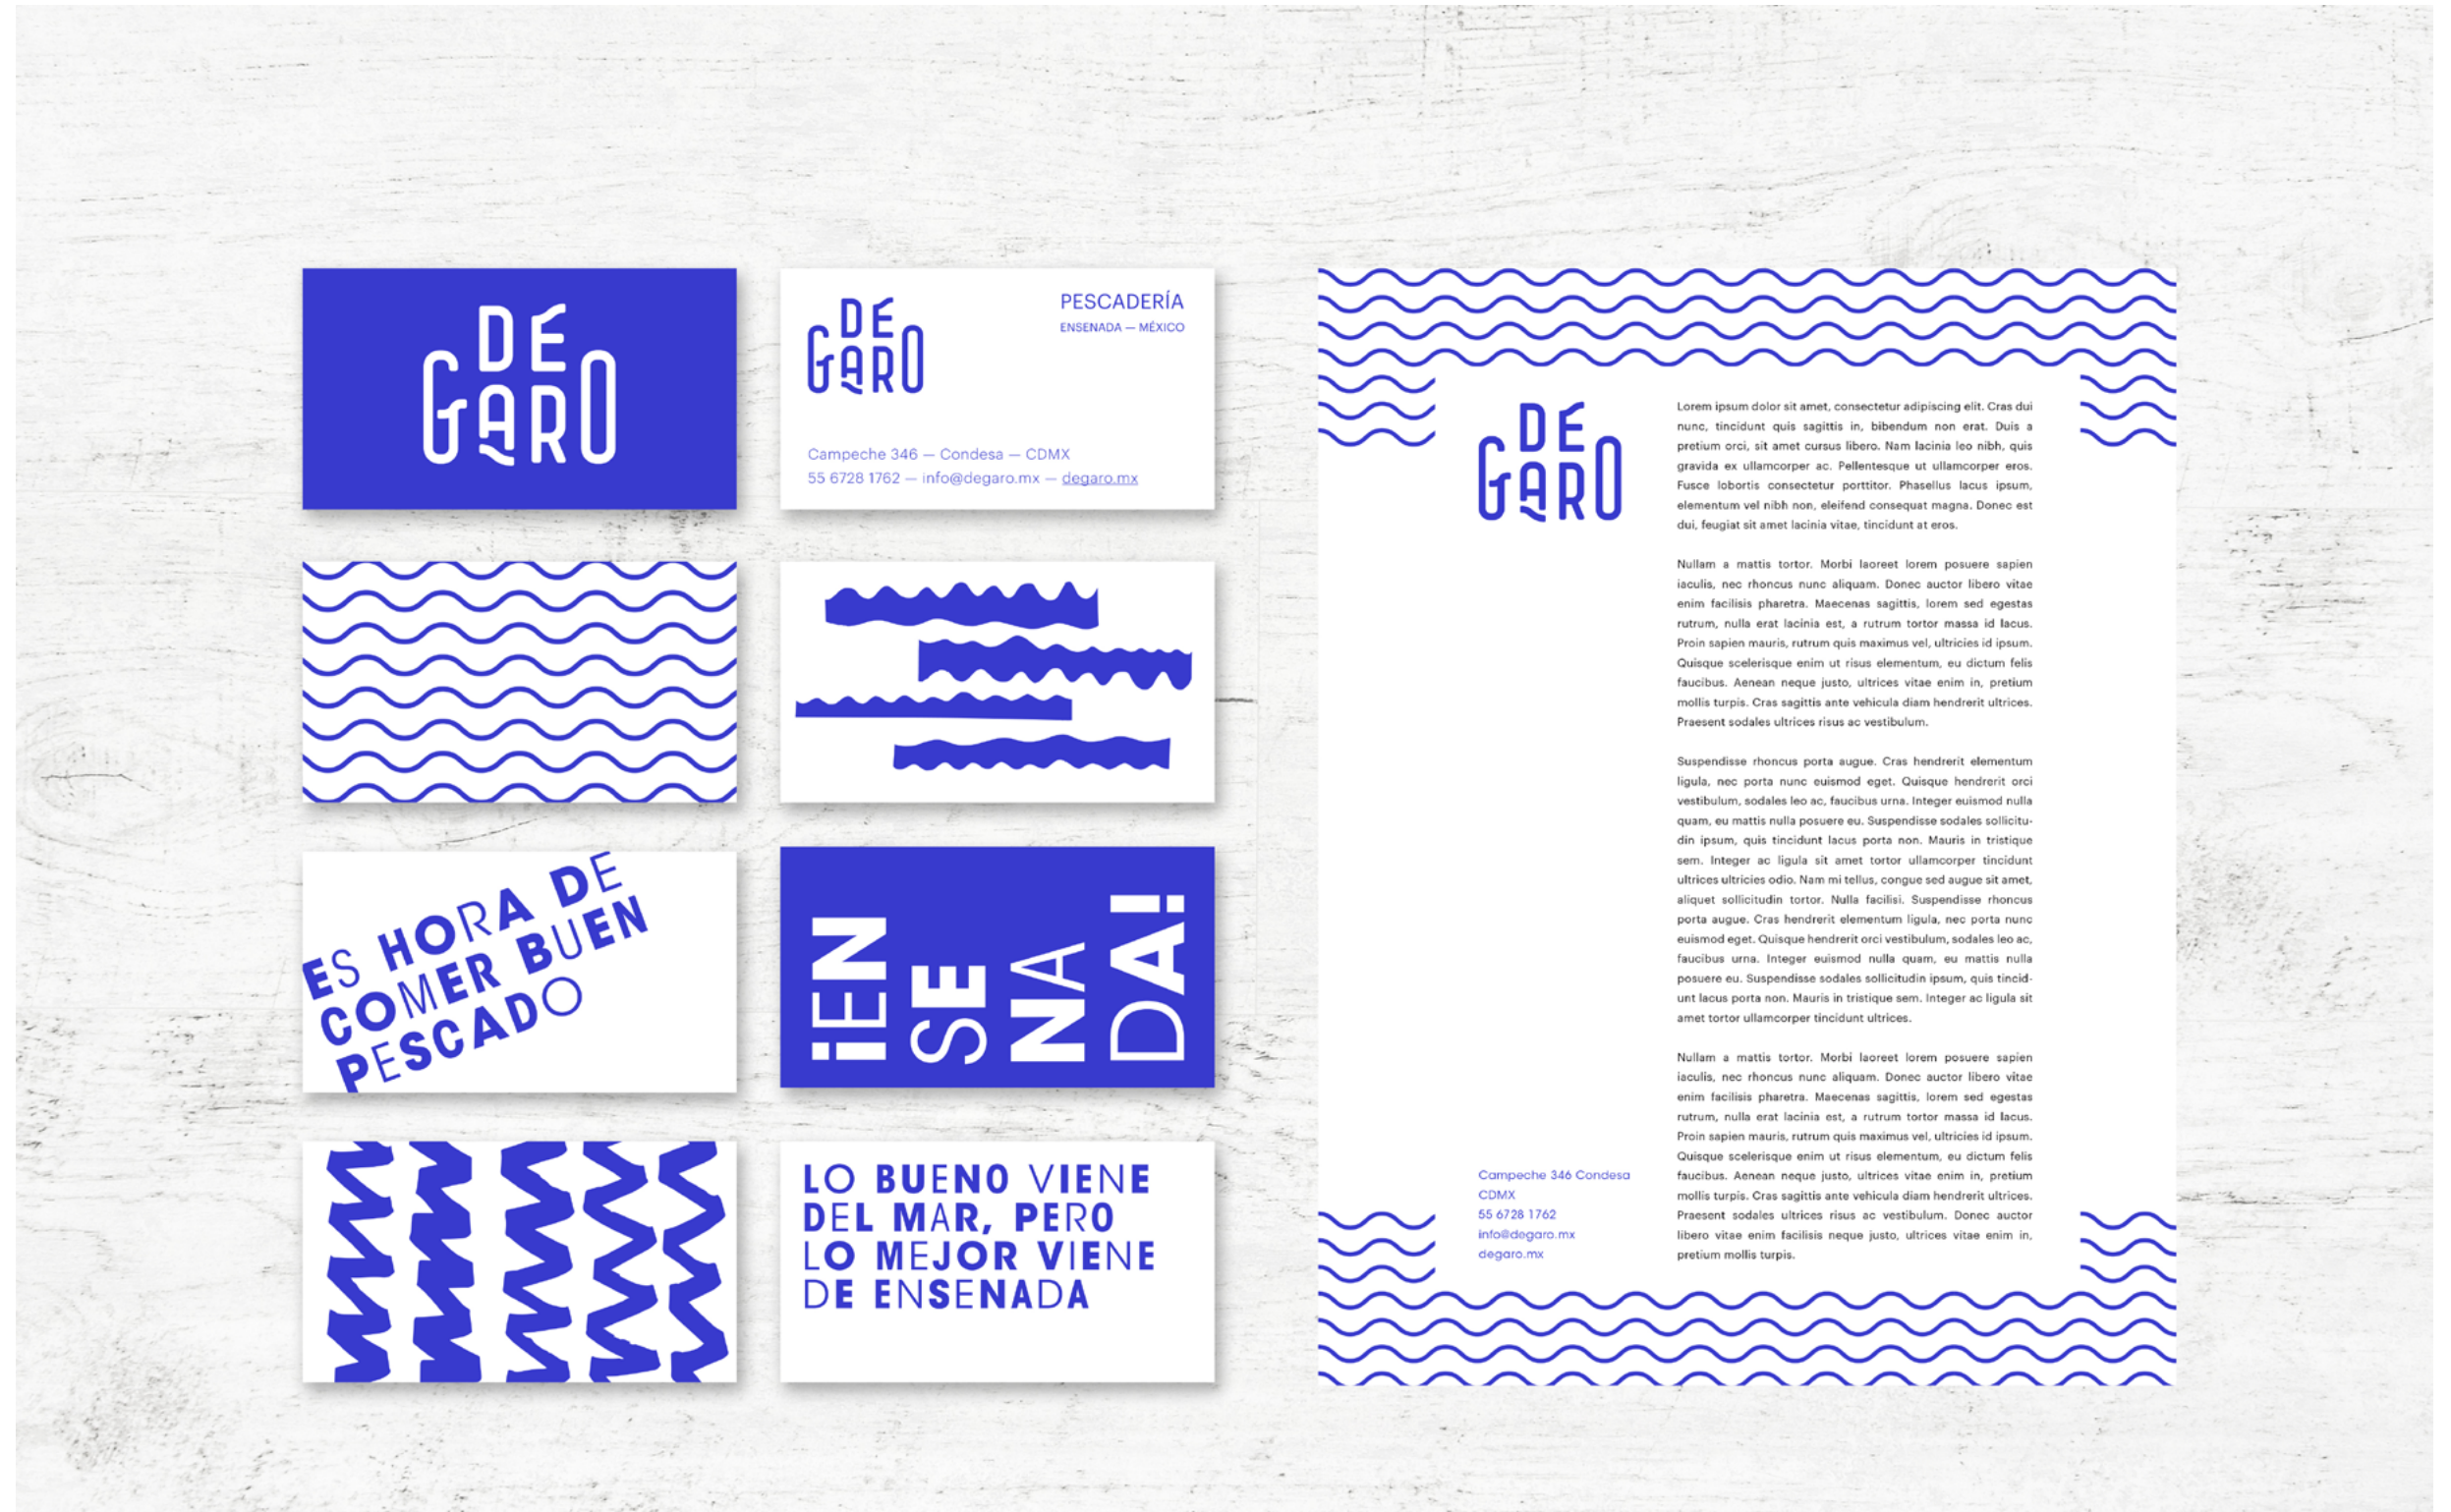 DE
GARO
DE
GARO
PESCADERÍA
ENSENADA — MÉXICO
Campeche 346 — Condesa — CDMX
55 6728 1762 — info@degaro.mx — degaro.mx
ES HORA DE
COMER BUEN
PESCADO
¡EN
SE
NA
DA!
LO BUENO VIENE
DEL MAR, PERO
LO MEJOR VIENE
DE ENSENADA
DE
GARO
Lorem ipsum dolor sit amet, consectetur adipiscing elit. Cras dui
nunc, tincidunt quis sagittis in, bibendum non erat. Duis a
pretium orci, sit amet cursus libero. Nam lacinia leo nibh, quis
gravida ex ullamcorper ac. Pellentesque ut ullamcorper eros.
Fusce lobortis consectetur porttitor. Phasellus lacus ipsum,
elementum vel nibh non, eleifend consequat magna. Donec est
dui, feugiat sit amet lacinia vitae, tincidunt at eros.
Nullam a mattis tortor. Morbi laoreet lorem posuere sapien
iaculis, nec rhoncus nunc aliquam. Donec auctor libero vitae
enim facilisis pharetra. Maecenas sagittis, lorem sed egestas
rutrum, nulla erat lacinia est, a rutrum tortor massa id lacus.
Proin sapien mauris, rutrum quis maximus vel, ultricies id ipsum.
Quisque scelerisque enim ut risus elementum, eu dictum felis
faucibus. Aenean neque justo, ultrices vitae enim in, pretium
mollis turpis. Cras sagittis ante vehicula diam hendrerit ultrices.
Praesent sodales ultrices risus ac vestibulum.
Suspendisse rhoncus porta augue. Cras hendrerit elementum
ligula, nec porta nunc euismod eget. Quisque hendrerit orci
vestibulum, sodales leo ac, faucibus urna. Integer euismod nulla
quam, eu mattis nulla posuere eu. Suspendisse sodales sollicitu-
din ipsum, quis tincidunt lacus porta non. Mauris in tristique
sem. Integer ac ligula sit amet tortor ullamcorper tincidunt
ultrices ultricies odio. Nam mi tellus, congue sed augue sit amet,
aliquet sollicitudin tortor. Nulla facilisi. Suspendisse rhoncus
porta augue. Cras hendrerit elementum ligula, nec porta nunc
euismod eget. Quisque hendrerit orci vestibulum, sodales leo ac,
faucibus urna. Integer euismod nulla quam, eu mattis nulla
posuere eu. Suspendisse sodales sollicitudin ipsum, quis tincid-
unt lacus porta non. Mauris in tristique sem. Integer ac ligula sit
amet tortor ullamcorper tincidunt ultrices.
Nullam a mattis tortor. Morbi laoreet lorem posuere sapien
iaculis, nec rhoncus nunc aliquam. Donec auctor libero vitae
enim facilisis pharetra. Maecenas sagittis, lorem sed egestas
rutrum, nulla erat lacinia est, a rutrum tortor massa id lacus.
Proin sapien mauris, rutrum quis maximus vel, ultricies id ipsum.
Quisque scelerisque enim ut risus elementum, eu dictum felis
faucibus. Aenean neque justo, ultrices vitae enim in, pretium
mollis turpis. Cras sagittis ante vehicula diam hendrerit ultrices.
Praesent sodales ultrices risus ac vestibulum. Donec auctor
libero vitae enim facilisis neque justo, ultrices vitae enim in,
pretium mollis turpis.
Campeche 346 Condesa
CDMX
55 6728 1762
info@degaro.mx
degaro.mx